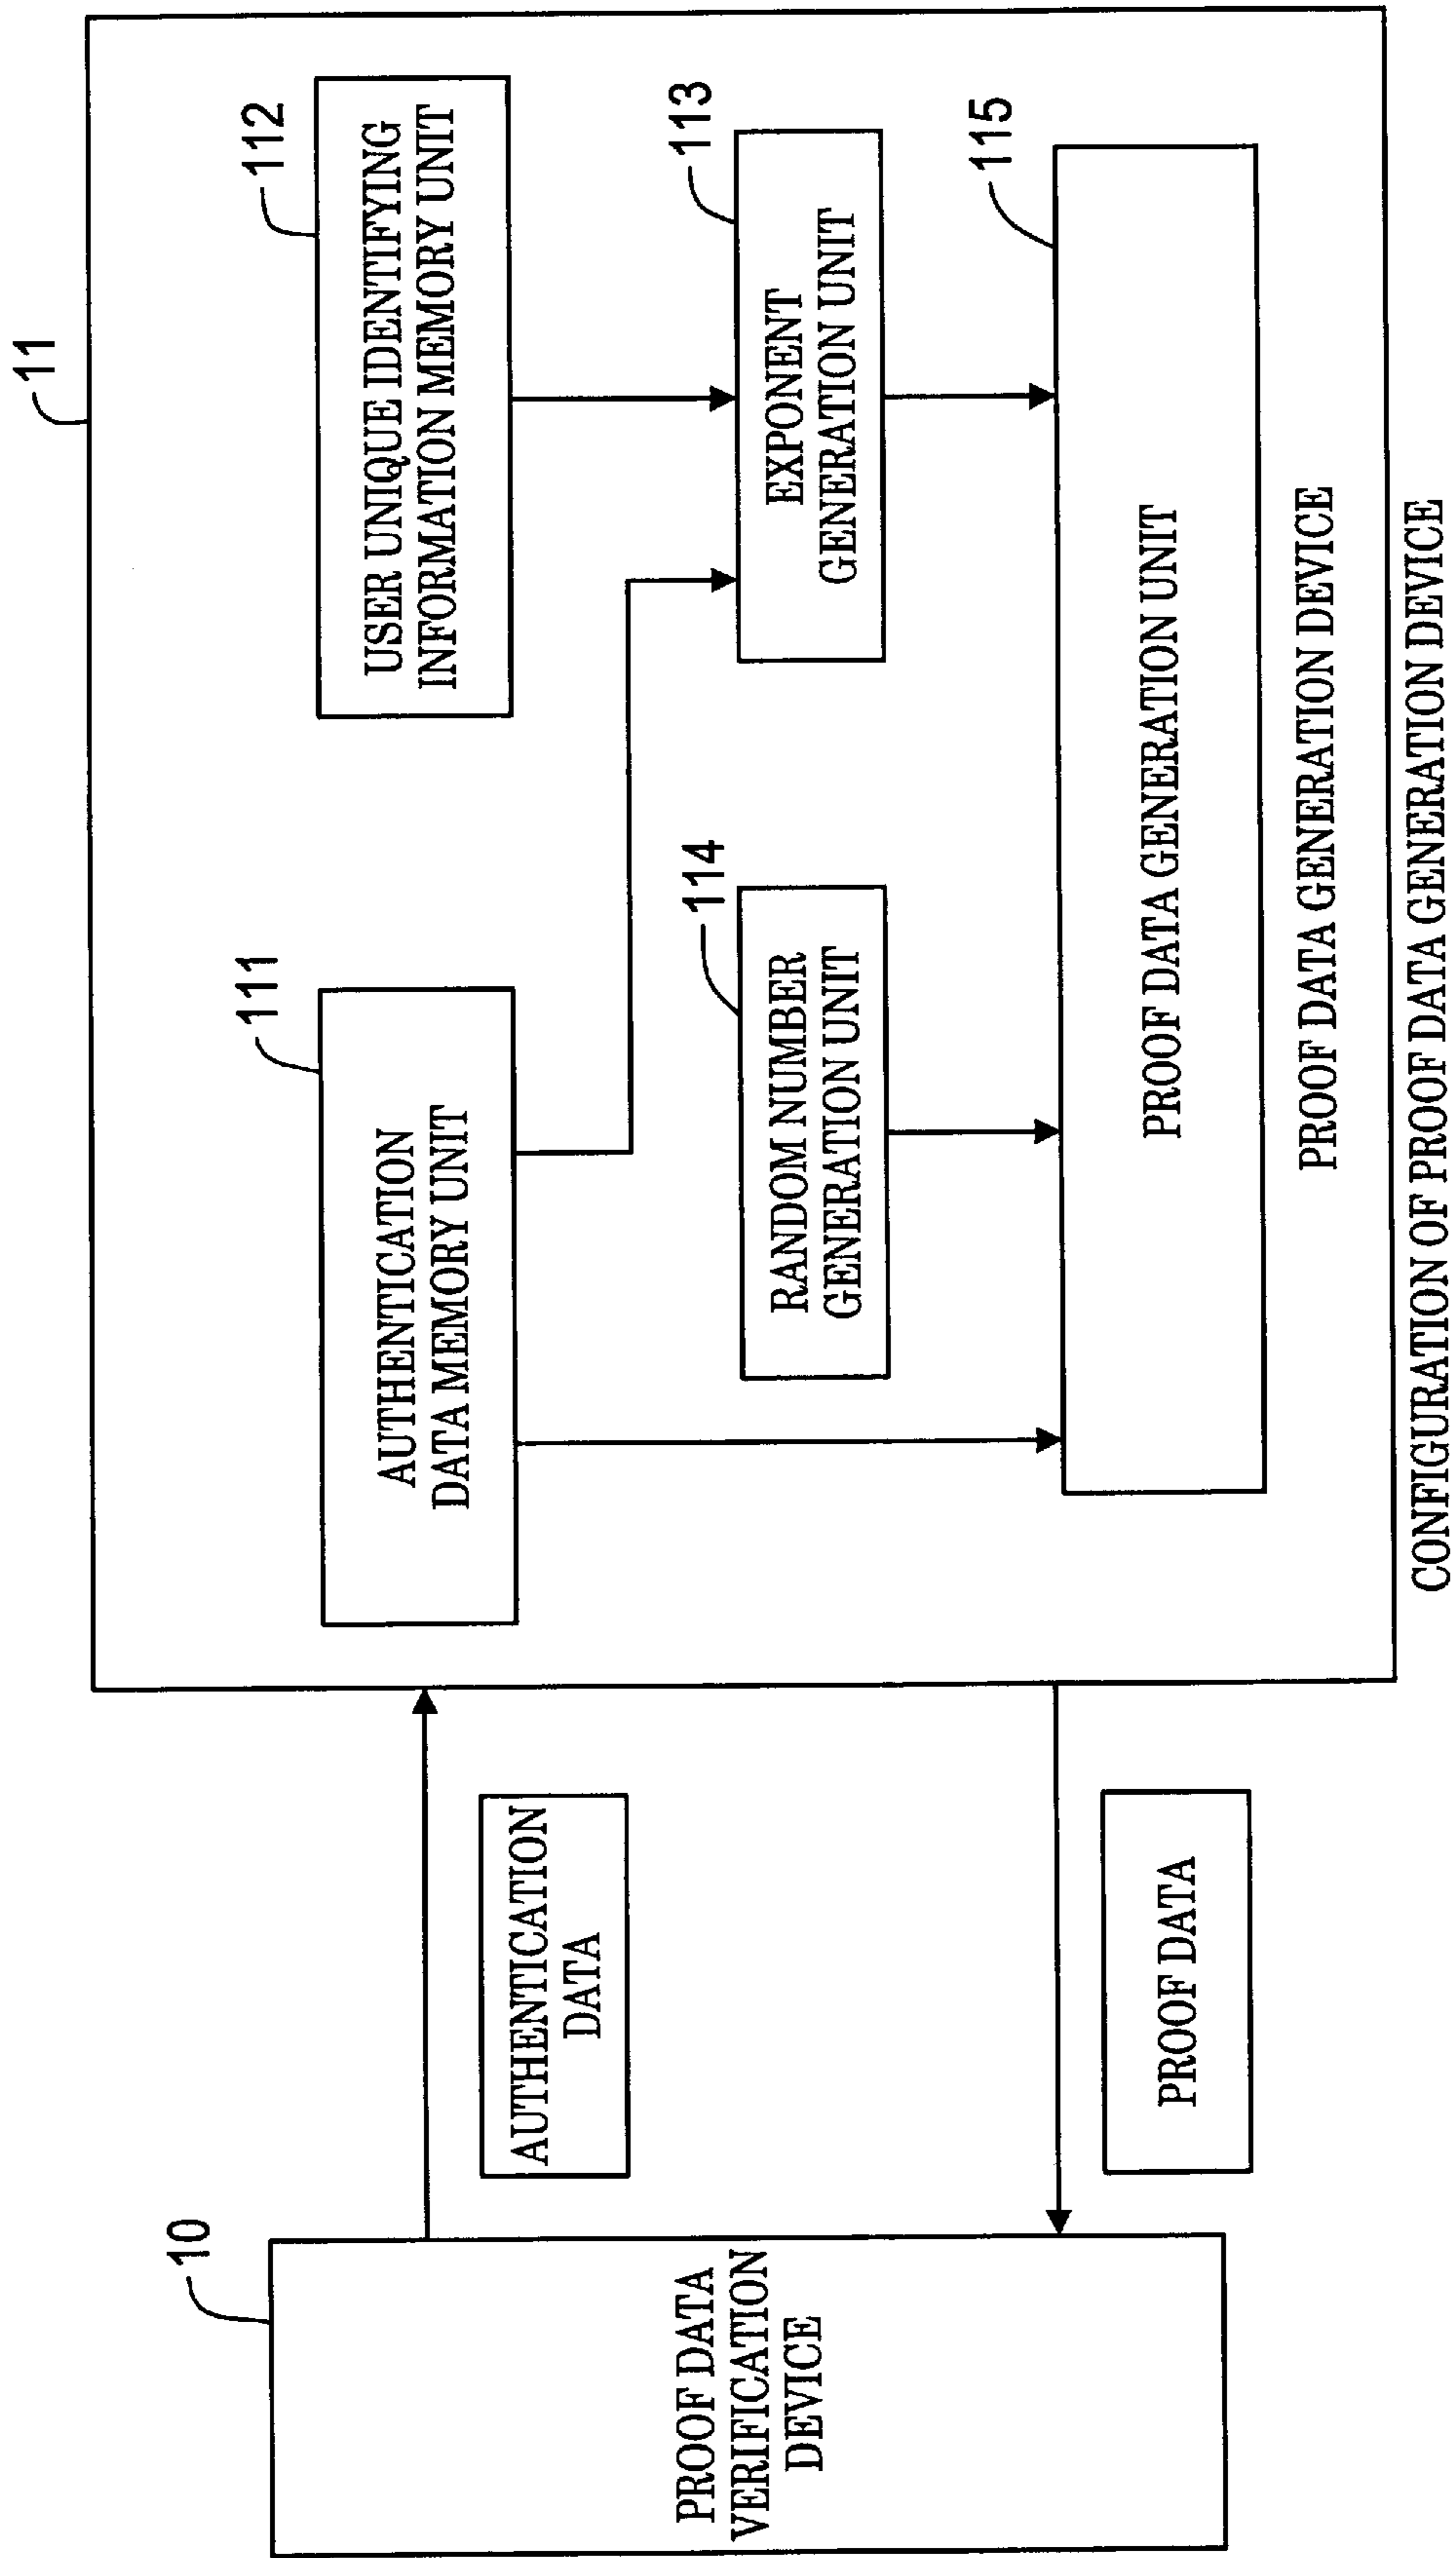 11
10
PROOF DATA
VERIFICATION
DEVICE
AUTHENTICATION
DATA
PROOF DATA
111
AUTHENTICATION
DATA MEMORY UNIT
112
USER UNIQUE IDENTIFYING
INFORMATION MEMORY UNIT
114
RANDOM NUMBER
GENERATION UNIT
113
EXPONENT
GENERATION UNIT
115
PROOF DATA GENERATION UNIT
PROOF DATA GENERATION DEVICE
CONFIGURATION OF PROOF DATA GENERATION DEVICE